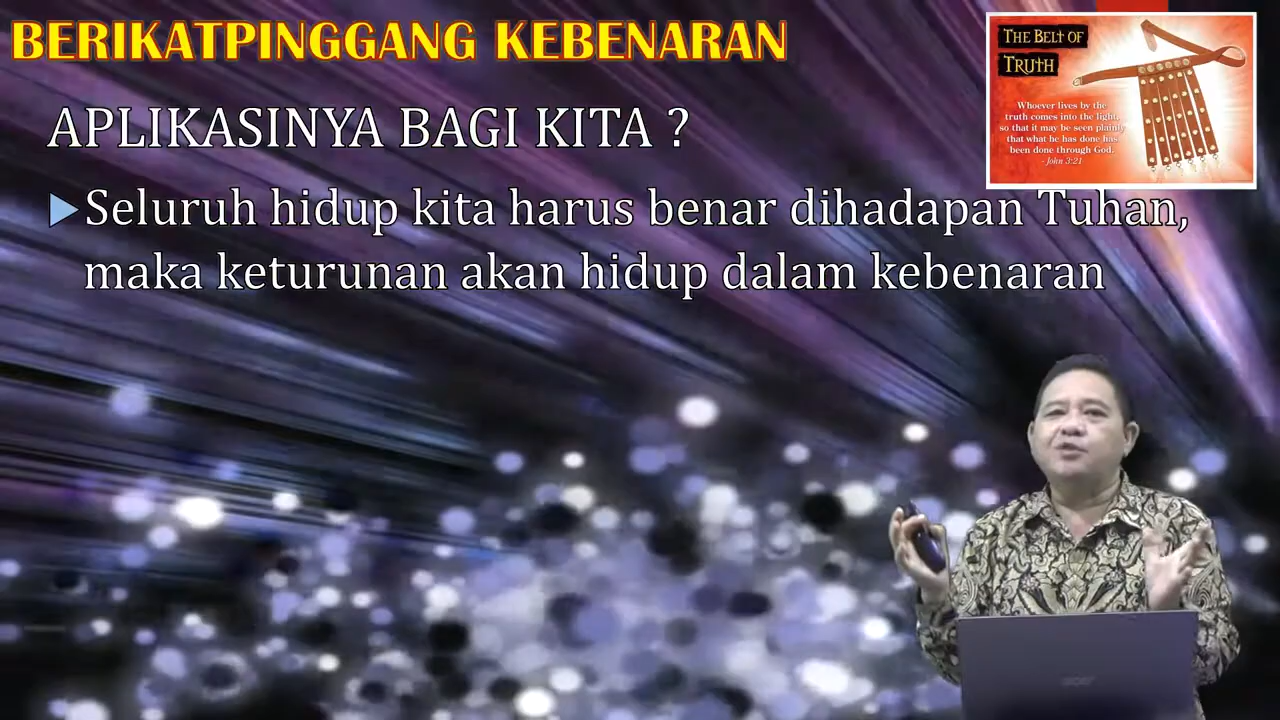 BERIKATPINGGANG KEBENARAN
THE BELT OF
TRUTH
Whoever lives by the
truth comes into the light,
so that it may be seen plainly
that what he has done has
been done through God.
- John 3:21
APLIKASINYA BAGI KITA ?
Seluruh hidup kita harus benar dihadapan Tuhan,
maka keturunan akan hidup dalam kebenaran
acer